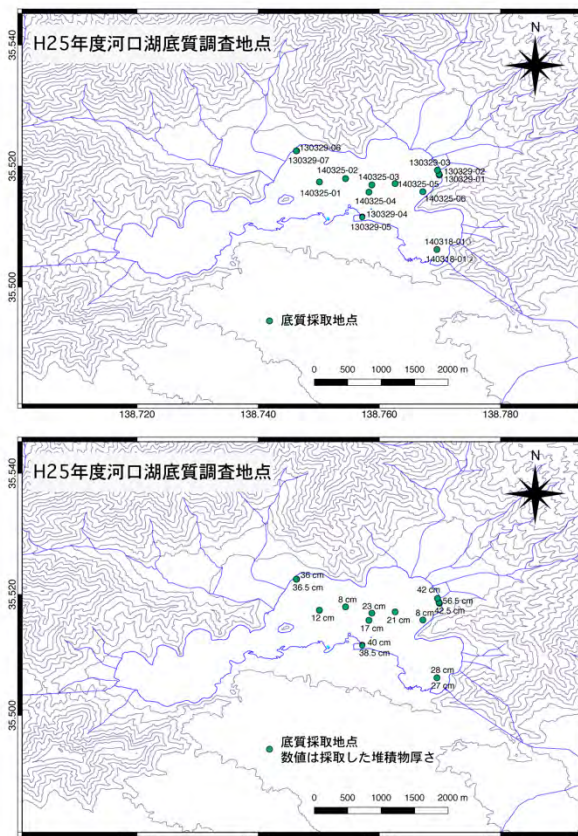 H25年度河口湖底質調査地点
N
35.540
35.520
35.500
130329-06
130329-07
140325-02
140325-01
140325-03
140325-04
140325-05
140325-06
130329-03
130329-02
130329-01
130329-04
130329-05
140318-01
140318-01
底質採取地点
0 500 1000 1500 2000 m
138.720 138.740 138.760 138.780
H25年度河口湖底質調査地点
N
35.540
35.520
35.500
36 cm
36.5 cm
8 cm
12 cm
23 cm
17 cm
21 cm
8 cm
42 cm
56.5 cm
42.5 cm
40 cm
38.5 cm
28 cm
27 cm
底質採取地点
数値は採取した堆積物厚さ
0 500 1000 1500 2000 m